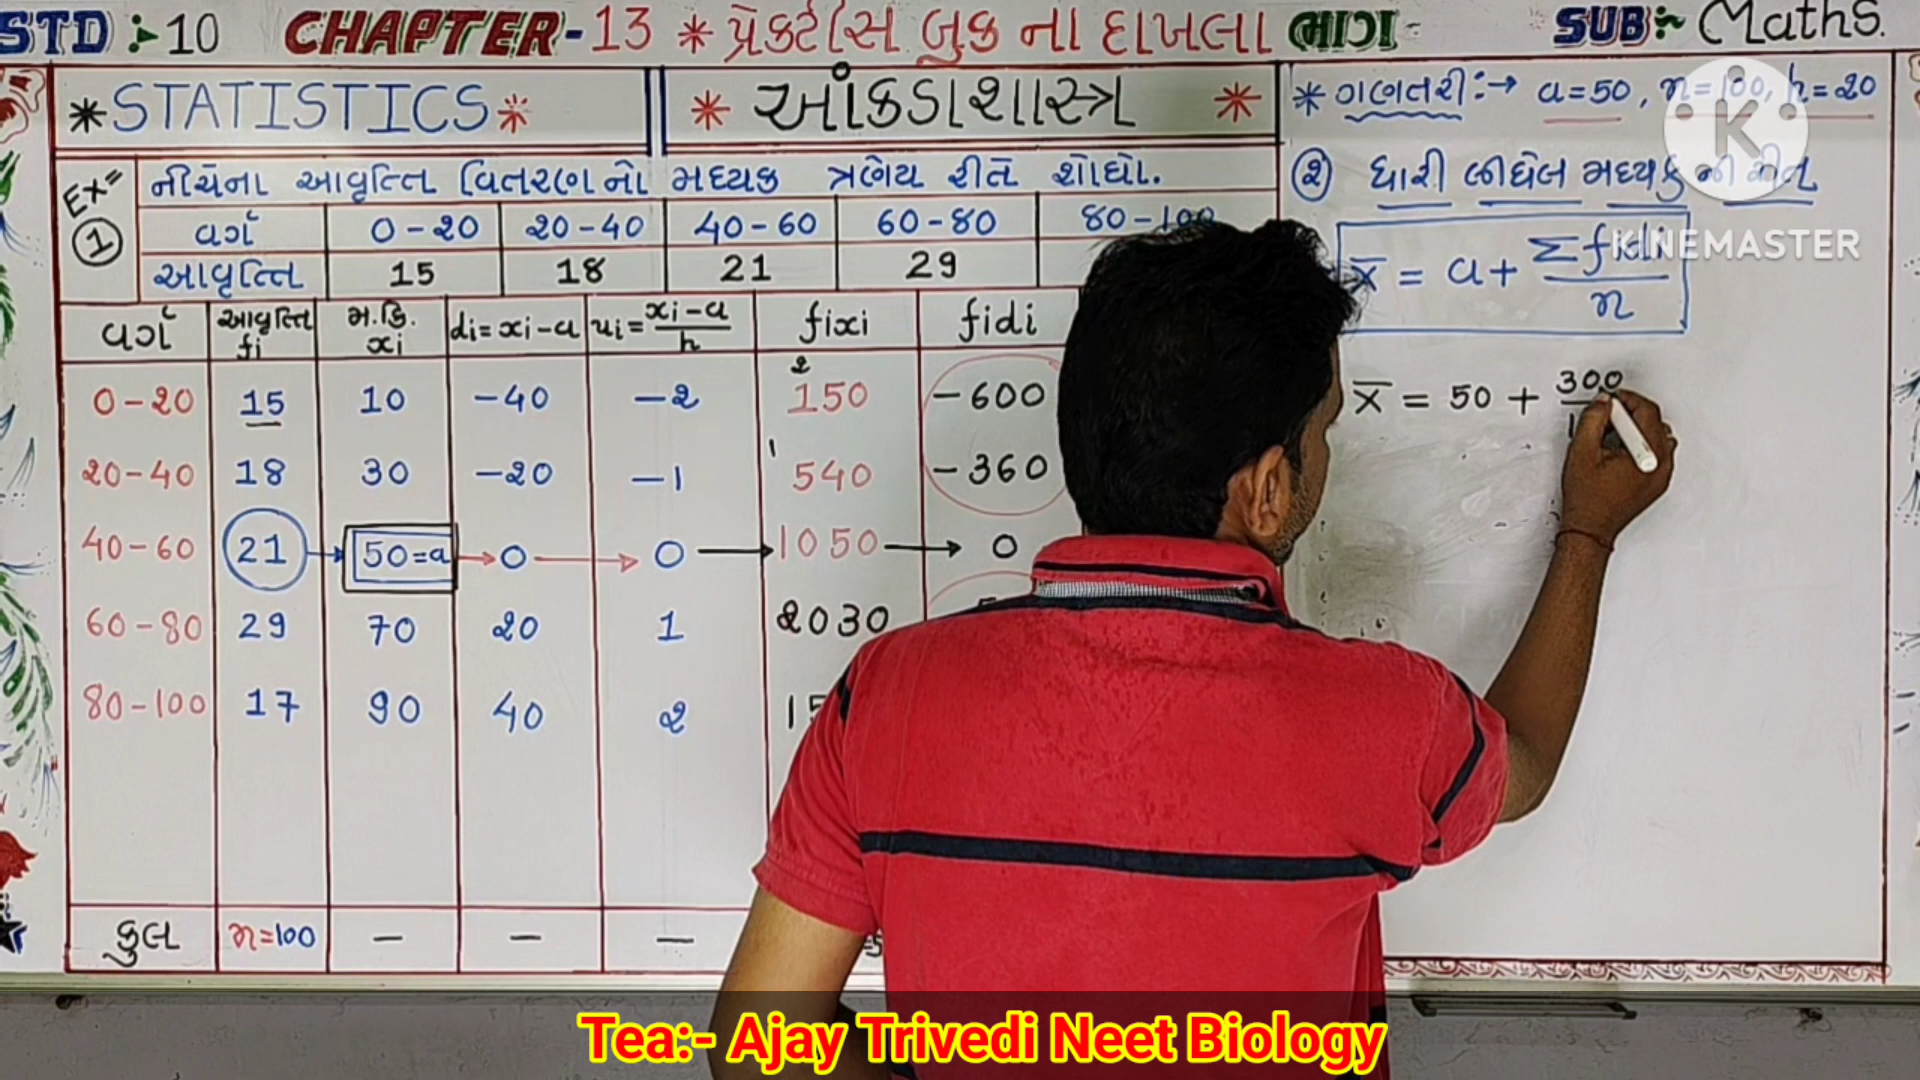 STD :- 10 CHAPTER-13 * પ્રેક્ટીસ બુક ના દાખલા ભાગ - SUB:- Maths.
* STATISTICS * * આંકડાશાસ્ત્ર *
Ex= 1 નીચેના આવૃત્તિ વિતરણનો મધ્યક ત્રણેય રીતે શોધો.
વર્ગ 0-20 20-40 40-60 60-80 80-100
આવૃત્તિ 15 18 21 29
વર્ગ આવૃત્તિ fi મ.કિ. xi di=xi-a ui=xi-a/h fixi fidi
0-20 15 10 -40 -2 2 150 -600
20-40 18 30 -20 -1 1 540 -360
40-60 21 → 50=a → 0 → 0 → 1050 → 0
60-80 29 70 20 1 2030
80-100 17 90 40 2
કુલ n=100 - - -
* ગણતરી:→ a=50, n=100, h=20
૨) ધારી લીધેલ મધ્યક ની રીત
x̄ = a + Σfidi/n
x̄ = 50 + 300
K
KINEMASTER
Tea:- Ajay Trivedi Neet Biology